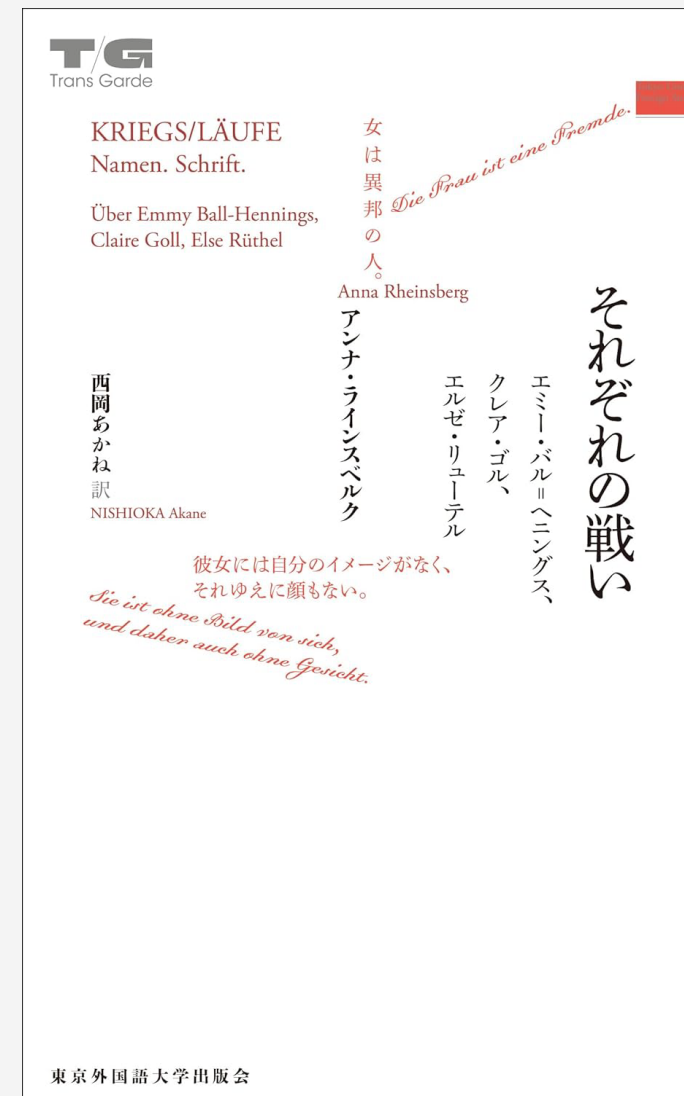 T/G
Trans Garde
KRIEGS/LÄUFE
Namen. Schrift.
Über Emmy Ball-Hennings,
Claire Goll, Else Rüthel
女は異邦の人。
Die Frau ist eine Fremde.
それぞれの戦い
エミー・バル゠ヘニングス、
クレア・ゴル、
エルゼ・リューテル
Anna Rheinsberg
アンナ・ラインスベルク
西岡あかね 訳
NISHIOKA Akane
彼女には自分のイメージがなく、
それゆえに顔もない。
Sie ist ohne Bild von sich,
und daher auch ohne Gesicht.
東京外国語大学出版会